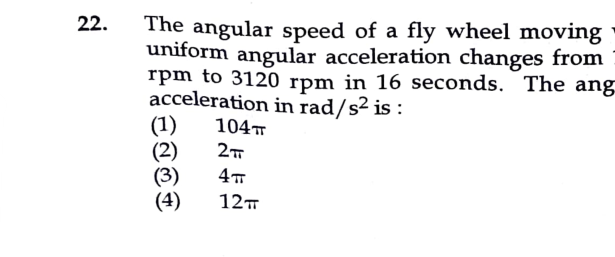 22. The angular speed of a fly wheel moving
uniform angular acceleration changes from
rpm to 3120 rpm in 16 seconds. The ang
acceleration in rad/s² is :
(1) 104π
(2) 2π
(3) 4π
(4) 12π